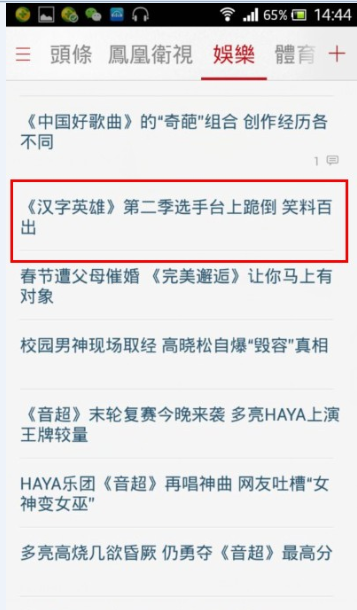 65% 14:44
頭條 鳳凰衛視 娛樂 體育 +
《中国好歌曲》的“奇葩”组合 创作经历各
不同
1
《汉字英雄》第二季选手台上跪倒 笑料百
出
春节遭父母催婚 《完美邂逅》让你马上有
对象
校园男神现场取经 高晓松自爆“毁容”真相
《音超》末轮复赛今晚来袭 多亮HAYA上演
王牌较量
HAYA乐团《音超》再唱神曲 网友吐槽“女
神变女巫”
多亮高烧几欲昏厥 仍勇夺《音超》最高分